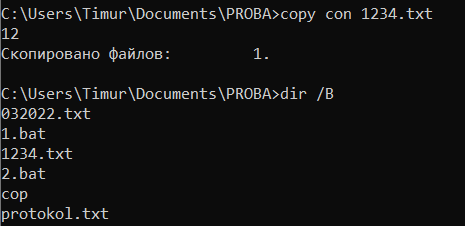 C:\Users\Timur\Documents\PROBA>copy con 1234.txt
12
Скопировано файлов:         1.
C:\Users\Timur\Documents\PROBA>dir /B
032022.txt
1.bat
1234.txt
2.bat
cop
protokol.txt